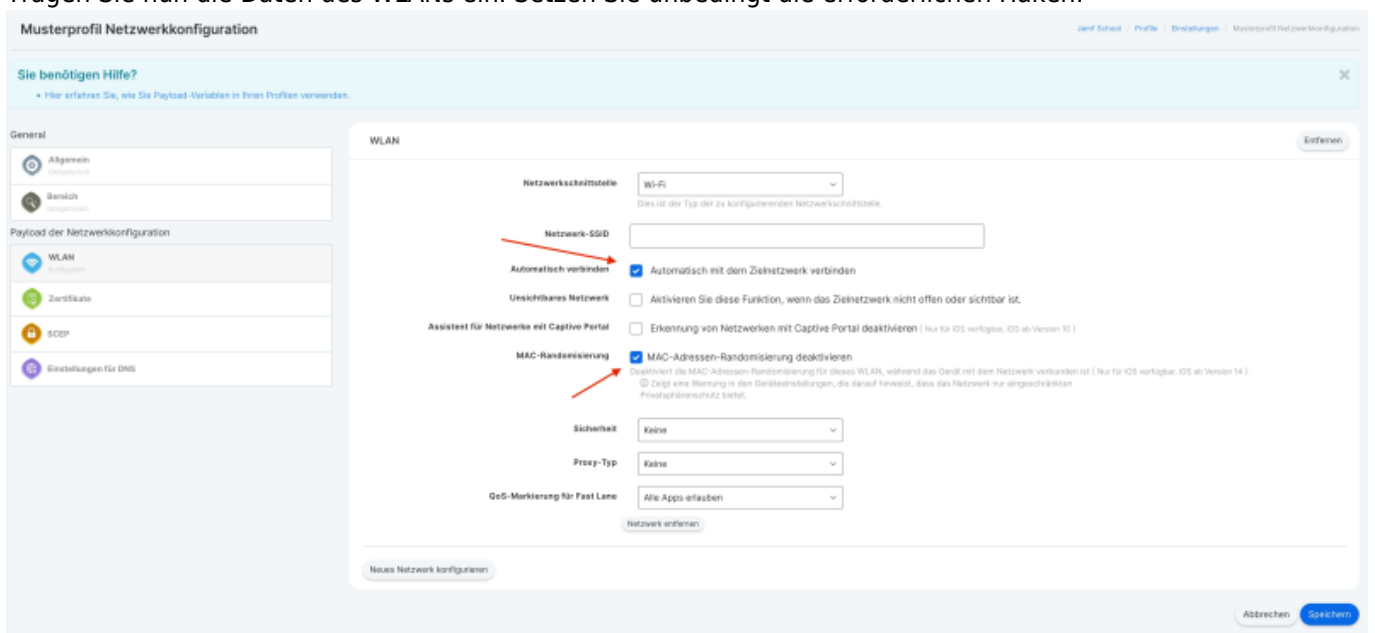 Tragen Sie nun die Daten des WLANs ein. Setzen Sie unbedingt die erforderlichen Haken.
Musterprofil Netzwerkkonfiguration
Jamf School / Profile / Einstellungen / Musterprofil Netzwerkkonfiguration
Sie benötigen Hilfe?
• Hier erfahren Sie, wie Sie Payload-Variablen in Ihren Profilen verwenden.
General
WLAN
Entfernen
Allgemein
Obligatorisch
Bereich
Obligatorisch
Payload der Netzwerkkonfiguration
WLAN
Konfiguriert
Zertifikate
SCEP
Einstellungen für DNS
Netzwerkschnittstelle
Wi-Fi
Dies ist der Typ der zu konfigurierenden Netzwerkschnittstelle.
Netzwerk-SSID
Automatisch verbinden
Automatisch mit dem Zielnetzwerk verbinden
Unsichtbares Netzwerk
Aktivieren Sie diese Funktion, wenn das Zielnetzwerk nicht offen oder sichtbar ist.
Assistent für Netzwerke mit Captive Portal
Erkennung von Netzwerken mit Captive Portal deaktivieren ( Nur für iOS verfügbar, iOS ab Version 10 )
MAC-Randomisierung
MAC-Adressen-Randomisierung deaktivieren
Deaktiviert die MAC-Adressen-Randomisierung für dieses WLAN, während das Gerät mit dem Netzwerk verbunden ist ( Nur für iOS verfügbar, iOS ab Version 14 )
Zeigt eine Warnung in den Geräteeinstellungen, die darauf hinweist, dass das Netzwerk nur eingeschränkten
Privatsphärenschutz bietet.
Sicherheit
Keine
Proxy-Typ
Keine
QoS-Markierung für Fast Lane
Alle Apps erlauben
Netzwerk entfernen
Neues Netzwerk konfigurieren
Abbrechen
Speichern